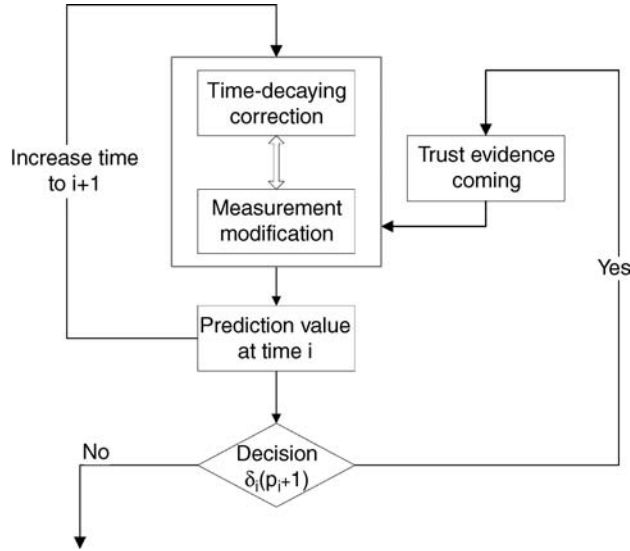 Time-decaying
correction
Increase time
to i+1
Trust evidence
coming
Measurement
modification
Yes
Prediction value
at time i
No
Decision
δᵢ(pᵢ+1)